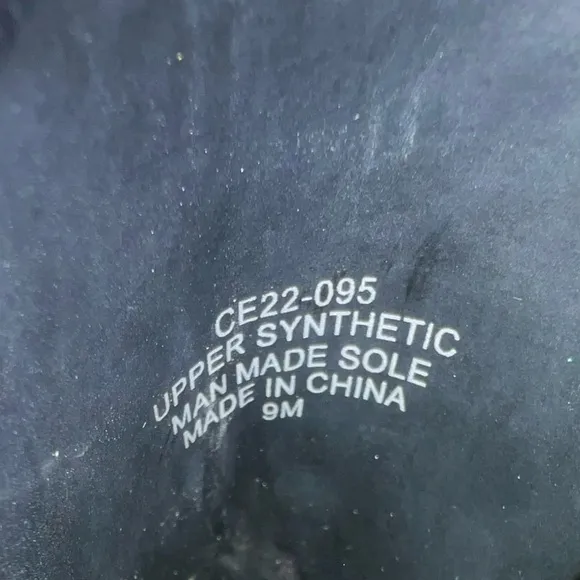 CE22-095
UPPER SYNTHETIC
MAN MADE SOLE
MADE IN CHINA
9M